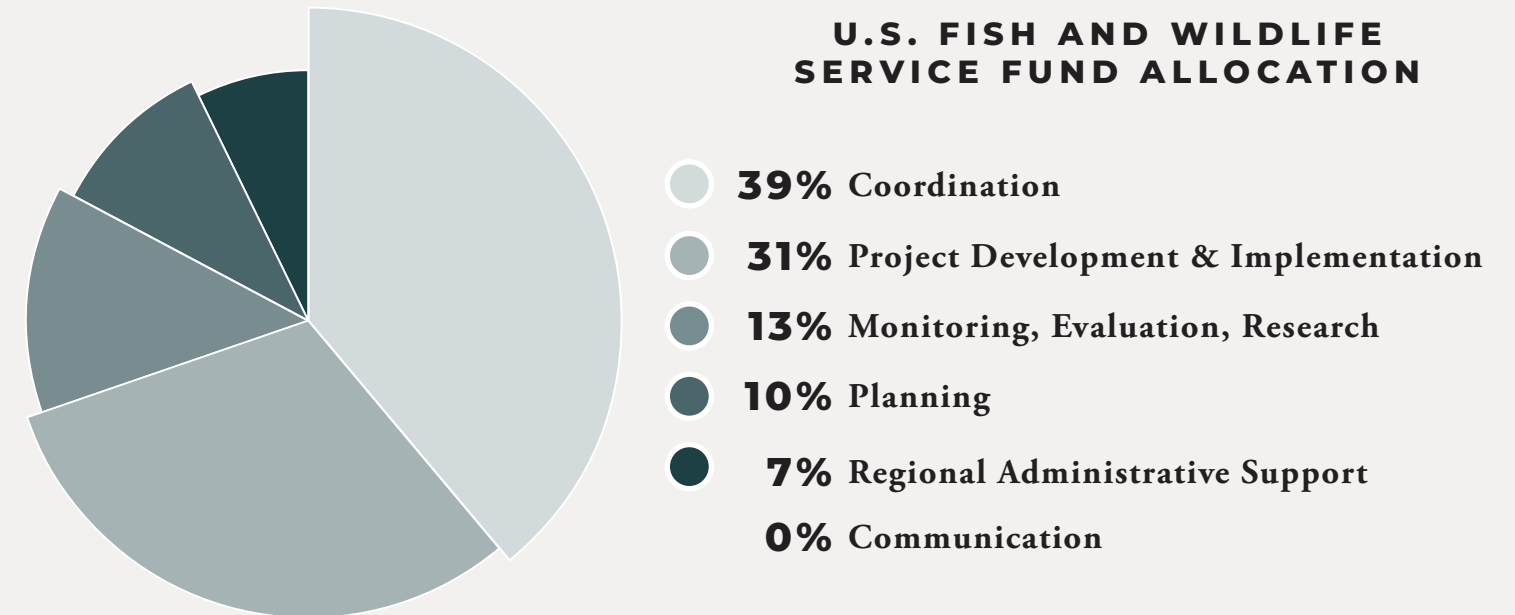 U.S. FISH AND WILDLIFE
SERVICE FUND ALLOCATION
39% Coordination
31% Project Development & Implementation
13% Monitoring, Evaluation, Research
10% Planning
7% Regional Administrative Support
0% Communication